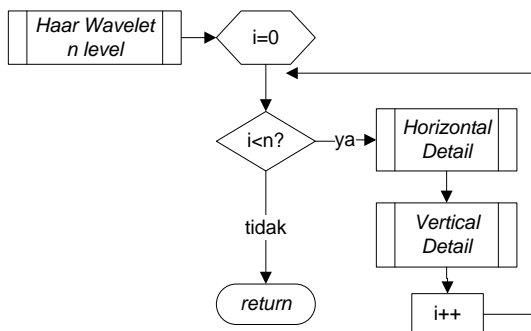 Haar Wavelet
n level
i=0
i<n?
ya
Horizontal
Detail
Vertical
Detail
i++
tidak
return